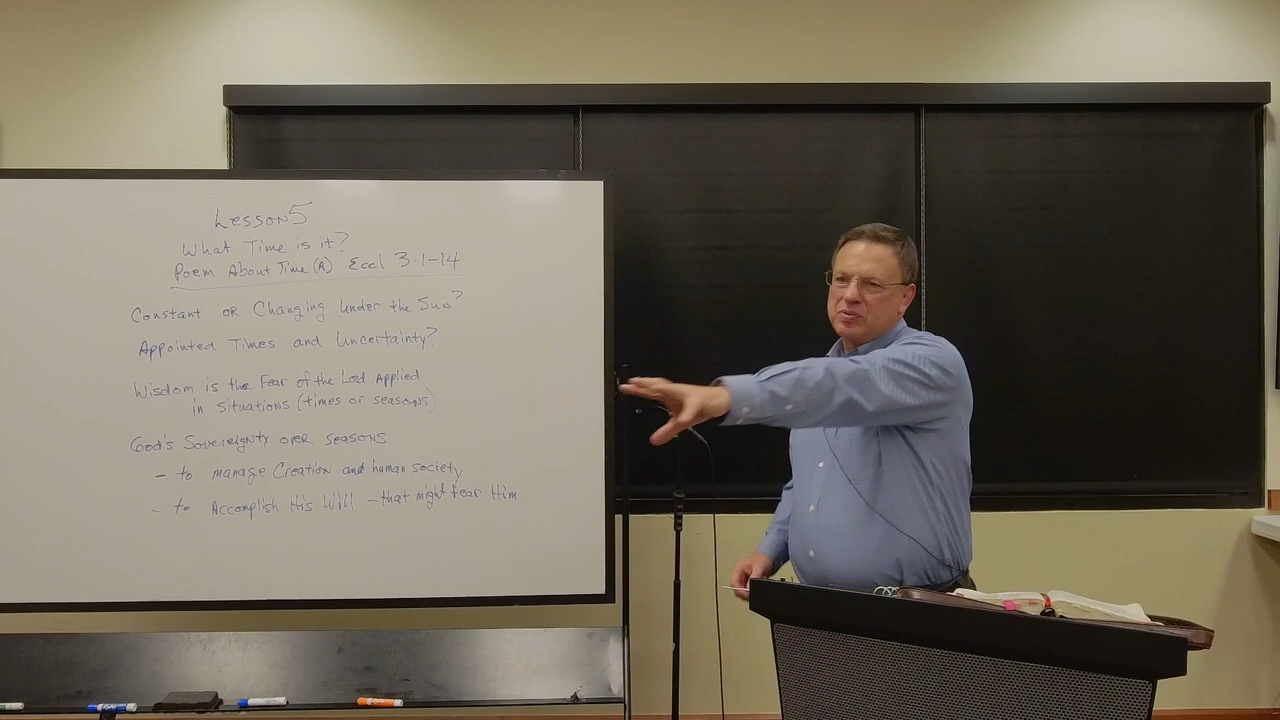 Lesson 5
What Time is it?
Poem About Time (A) : Eccl 3:1-14
Constant or Changing Under the Sun?
Appointed Times and Uncertainty?
Wisdom is the Fear of the Lord Applied
in Situations (times or seasons)
God's Sovereignty over seasons
- to manage Creation and human society
- to Accomplish His Will - that might fear Him